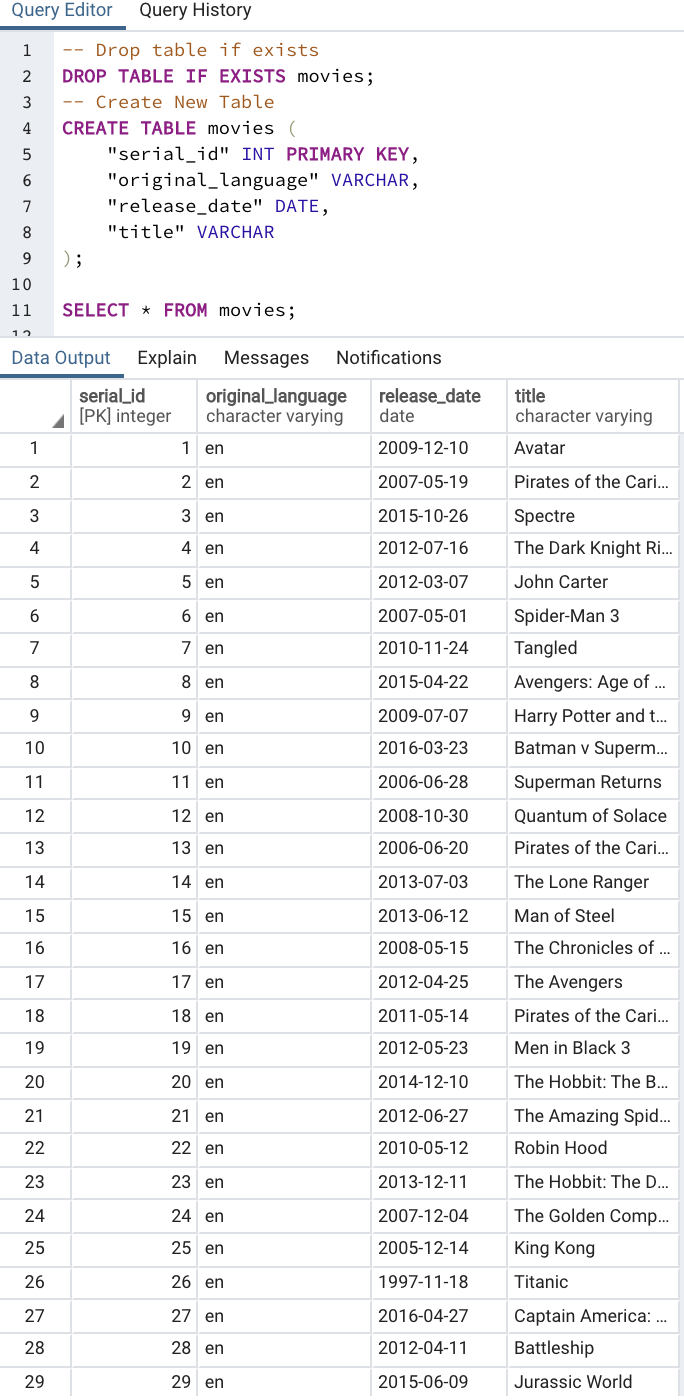 Query Editor Query History
1 -- Drop table if exists
2 DROP TABLE IF EXISTS movies;
3 -- Create New Table
4 CREATE TABLE movies (
5 "serial_id" INT PRIMARY KEY,
6 "original_language" VARCHAR,
7 "release_date" DATE,
8 "title" VARCHAR
9 );
10
11 SELECT * FROM movies;
12
Data Output Explain Messages Notifications
serial_id original_language release_date title
[PK] integer character varying date character varying
1 1 en 2009-12-10 Avatar
2 2 en 2007-05-19 Pirates of the Cari...
3 3 en 2015-10-26 Spectre
4 4 en 2012-07-16 The Dark Knight Ri...
5 5 en 2012-03-07 John Carter
6 6 en 2007-05-01 Spider-Man 3
7 7 en 2010-11-24 Tangled
8 8 en 2015-04-22 Avengers: Age of ...
9 9 en 2009-07-07 Harry Potter and t...
10 10 en 2016-03-23 Batman v Superm...
11 11 en 2006-06-28 Superman Returns
12 12 en 2008-10-30 Quantum of Solace
13 13 en 2006-06-20 Pirates of the Cari...
14 14 en 2013-07-03 The Lone Ranger
15 15 en 2013-06-12 Man of Steel
16 16 en 2008-05-15 The Chronicles of ...
17 17 en 2012-04-25 The Avengers
18 18 en 2011-05-14 Pirates of the Cari...
19 19 en 2012-05-23 Men in Black 3
20 20 en 2014-12-10 The Hobbit: The B...
21 21 en 2012-06-27 The Amazing Spid...
22 22 en 2010-05-12 Robin Hood
23 23 en 2013-12-11 The Hobbit: The D...
24 24 en 2007-12-04 The Golden Comp...
25 25 en 2005-12-14 King Kong
26 26 en 1997-11-18 Titanic
27 27 en 2016-04-27 Captain America: ...
28 28 en 2012-04-11 Battleship
29 29 en 2015-06-09 Jurassic World